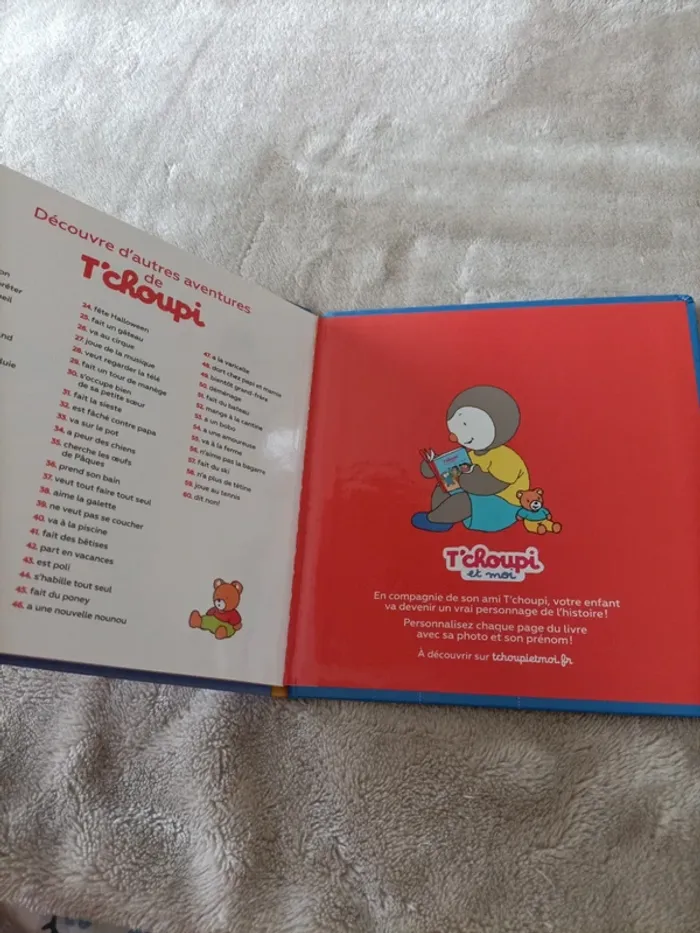 Découvre d'autres aventures
de
T'choupi
on
rêter
eil
nd
duie
24. fête Halloween
25. fait un gâteau
26. va au cirque
27. joue de la musique
28. veut regarder la télé
29. fait un tour de manège
30. s'occupe bien
de sa petite sœur
31. fait la sieste
32. est fâché contre papa
33. va sur le pot
34. a peur des chiens
35. cherche les œufs
de Pâques
36. prend son bain
37. veut tout faire tout seul
38. aime la galette
39. ne veut pas se coucher
40. va à la piscine
41. fait des bêtises
42. part en vacances
43. est poli
44. s'habille tout seul
45. fait du poney
46. a une nouvelle nounou
47. a la varicelle
48. dort chez papi et mamie
49. bientôt grand-frère
50. déménage
51. fait du bateau
52. mange à la cantine
53. a un bobo
54. a une amoureuse
55. va à la ferme
56. n'aime pas la bagarre
57. fait du ski
58. n'a plus de tétine
59. joue au tennis
60. dit non!
T'choupi
et moi
En compagnie de son ami T'choupi, votre enfant
va devenir un vrai personnage de l'histoire!
Personnalisez chaque page du livre
avec sa photo et son prénom!
À découvrir sur tchoupietmoi.fr